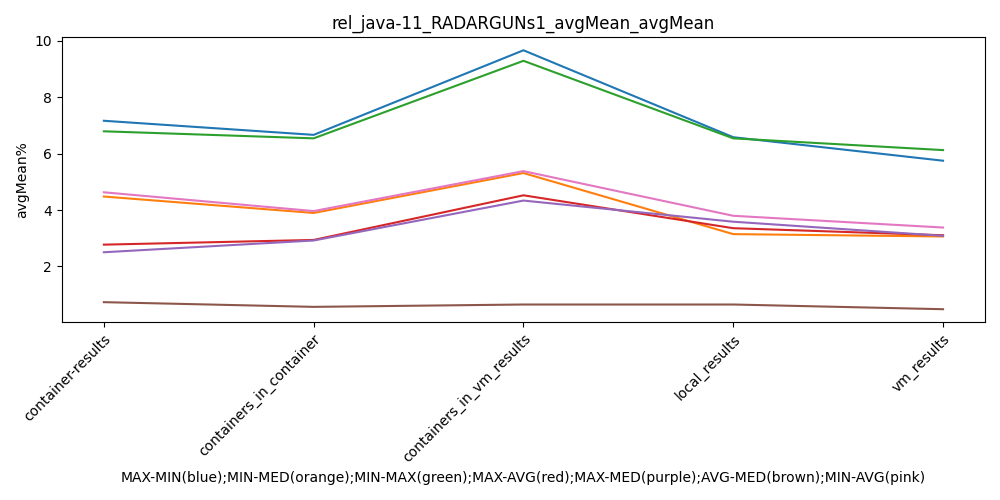 rel_java-11_RADARGUNs1_avgMean_avgMean
10
8
6
4
2
avgMean%
container-results
containers_in_container
containers_in_vm_results
local_results
vm_results
MAX-MIN(blue);MIN-MED(orange);MIN-MAX(green);MAX-AVG(red);MAX-MED(purple);AVG-MED(brown);MIN-AVG(pink)